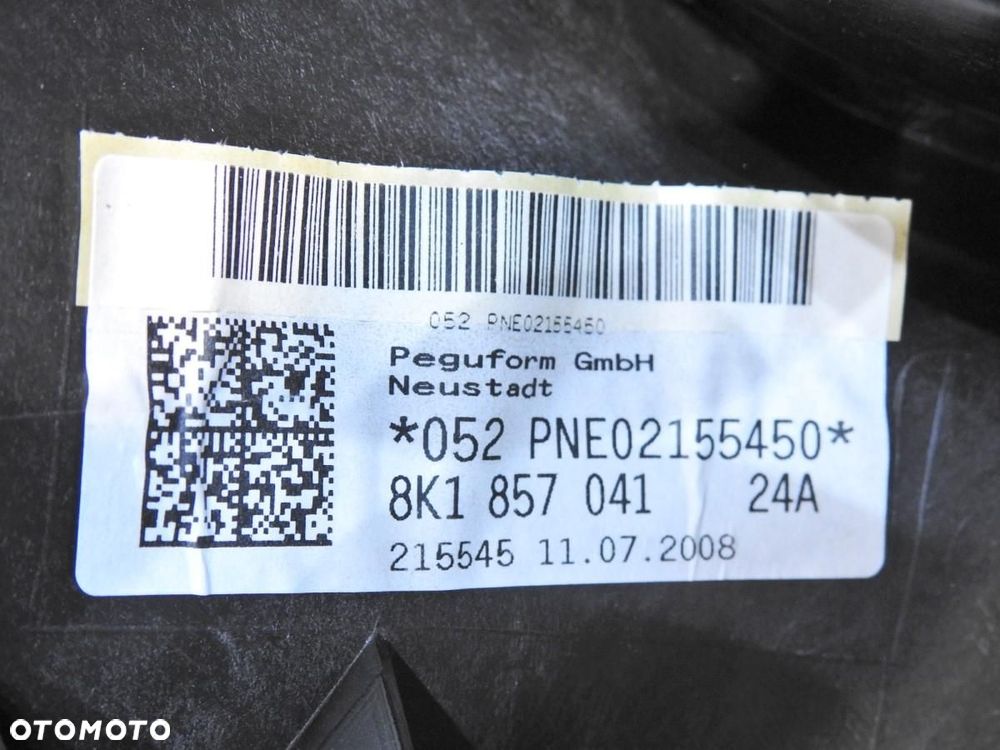 052 PNE02155450
Peguform GmbH
Neustadt
*052 PNE02155450*
8K1 857 041 24A
215545 11.07.2008
OTOMOTO